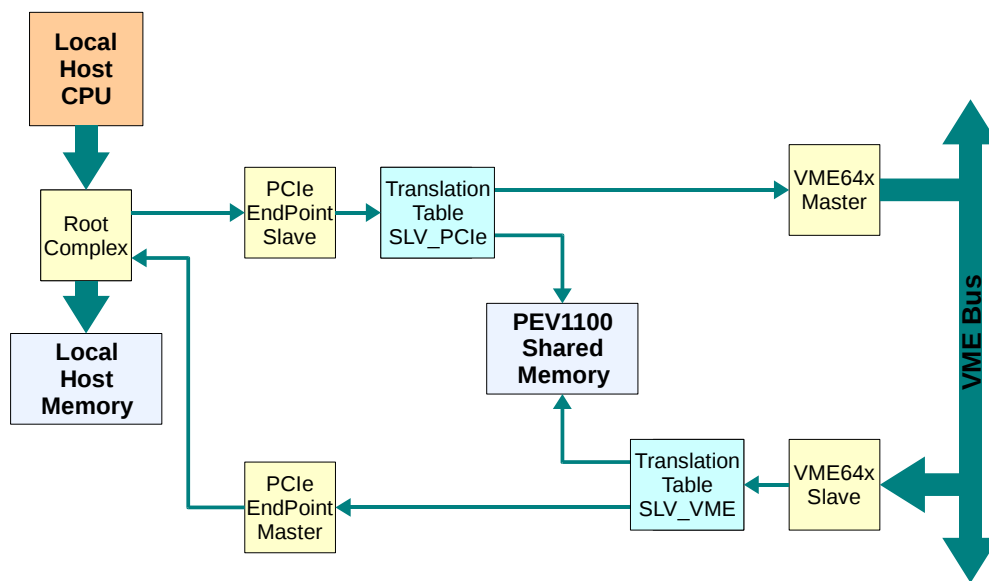 Local
Host
CPU
Root
Complex
Local
Host
Memory
PCIe
EndPoint
Slave
Translation
Table
SLV_PCIe
VME64x
Master
PEV1100
Shared
Memory
VME Bus
PCIe
EndPoint
Master
Translation
Table
SLV_VME
VME64x
Slave